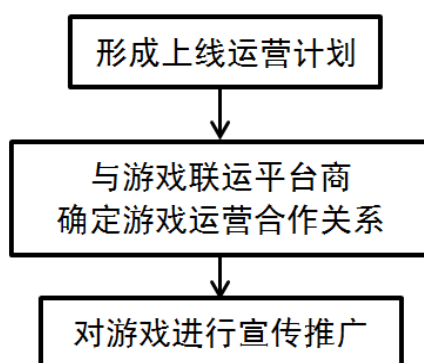 形成上线运营计划
与游戏联运平台商
确定游戏运营合作关系
对游戏进行宣传推广